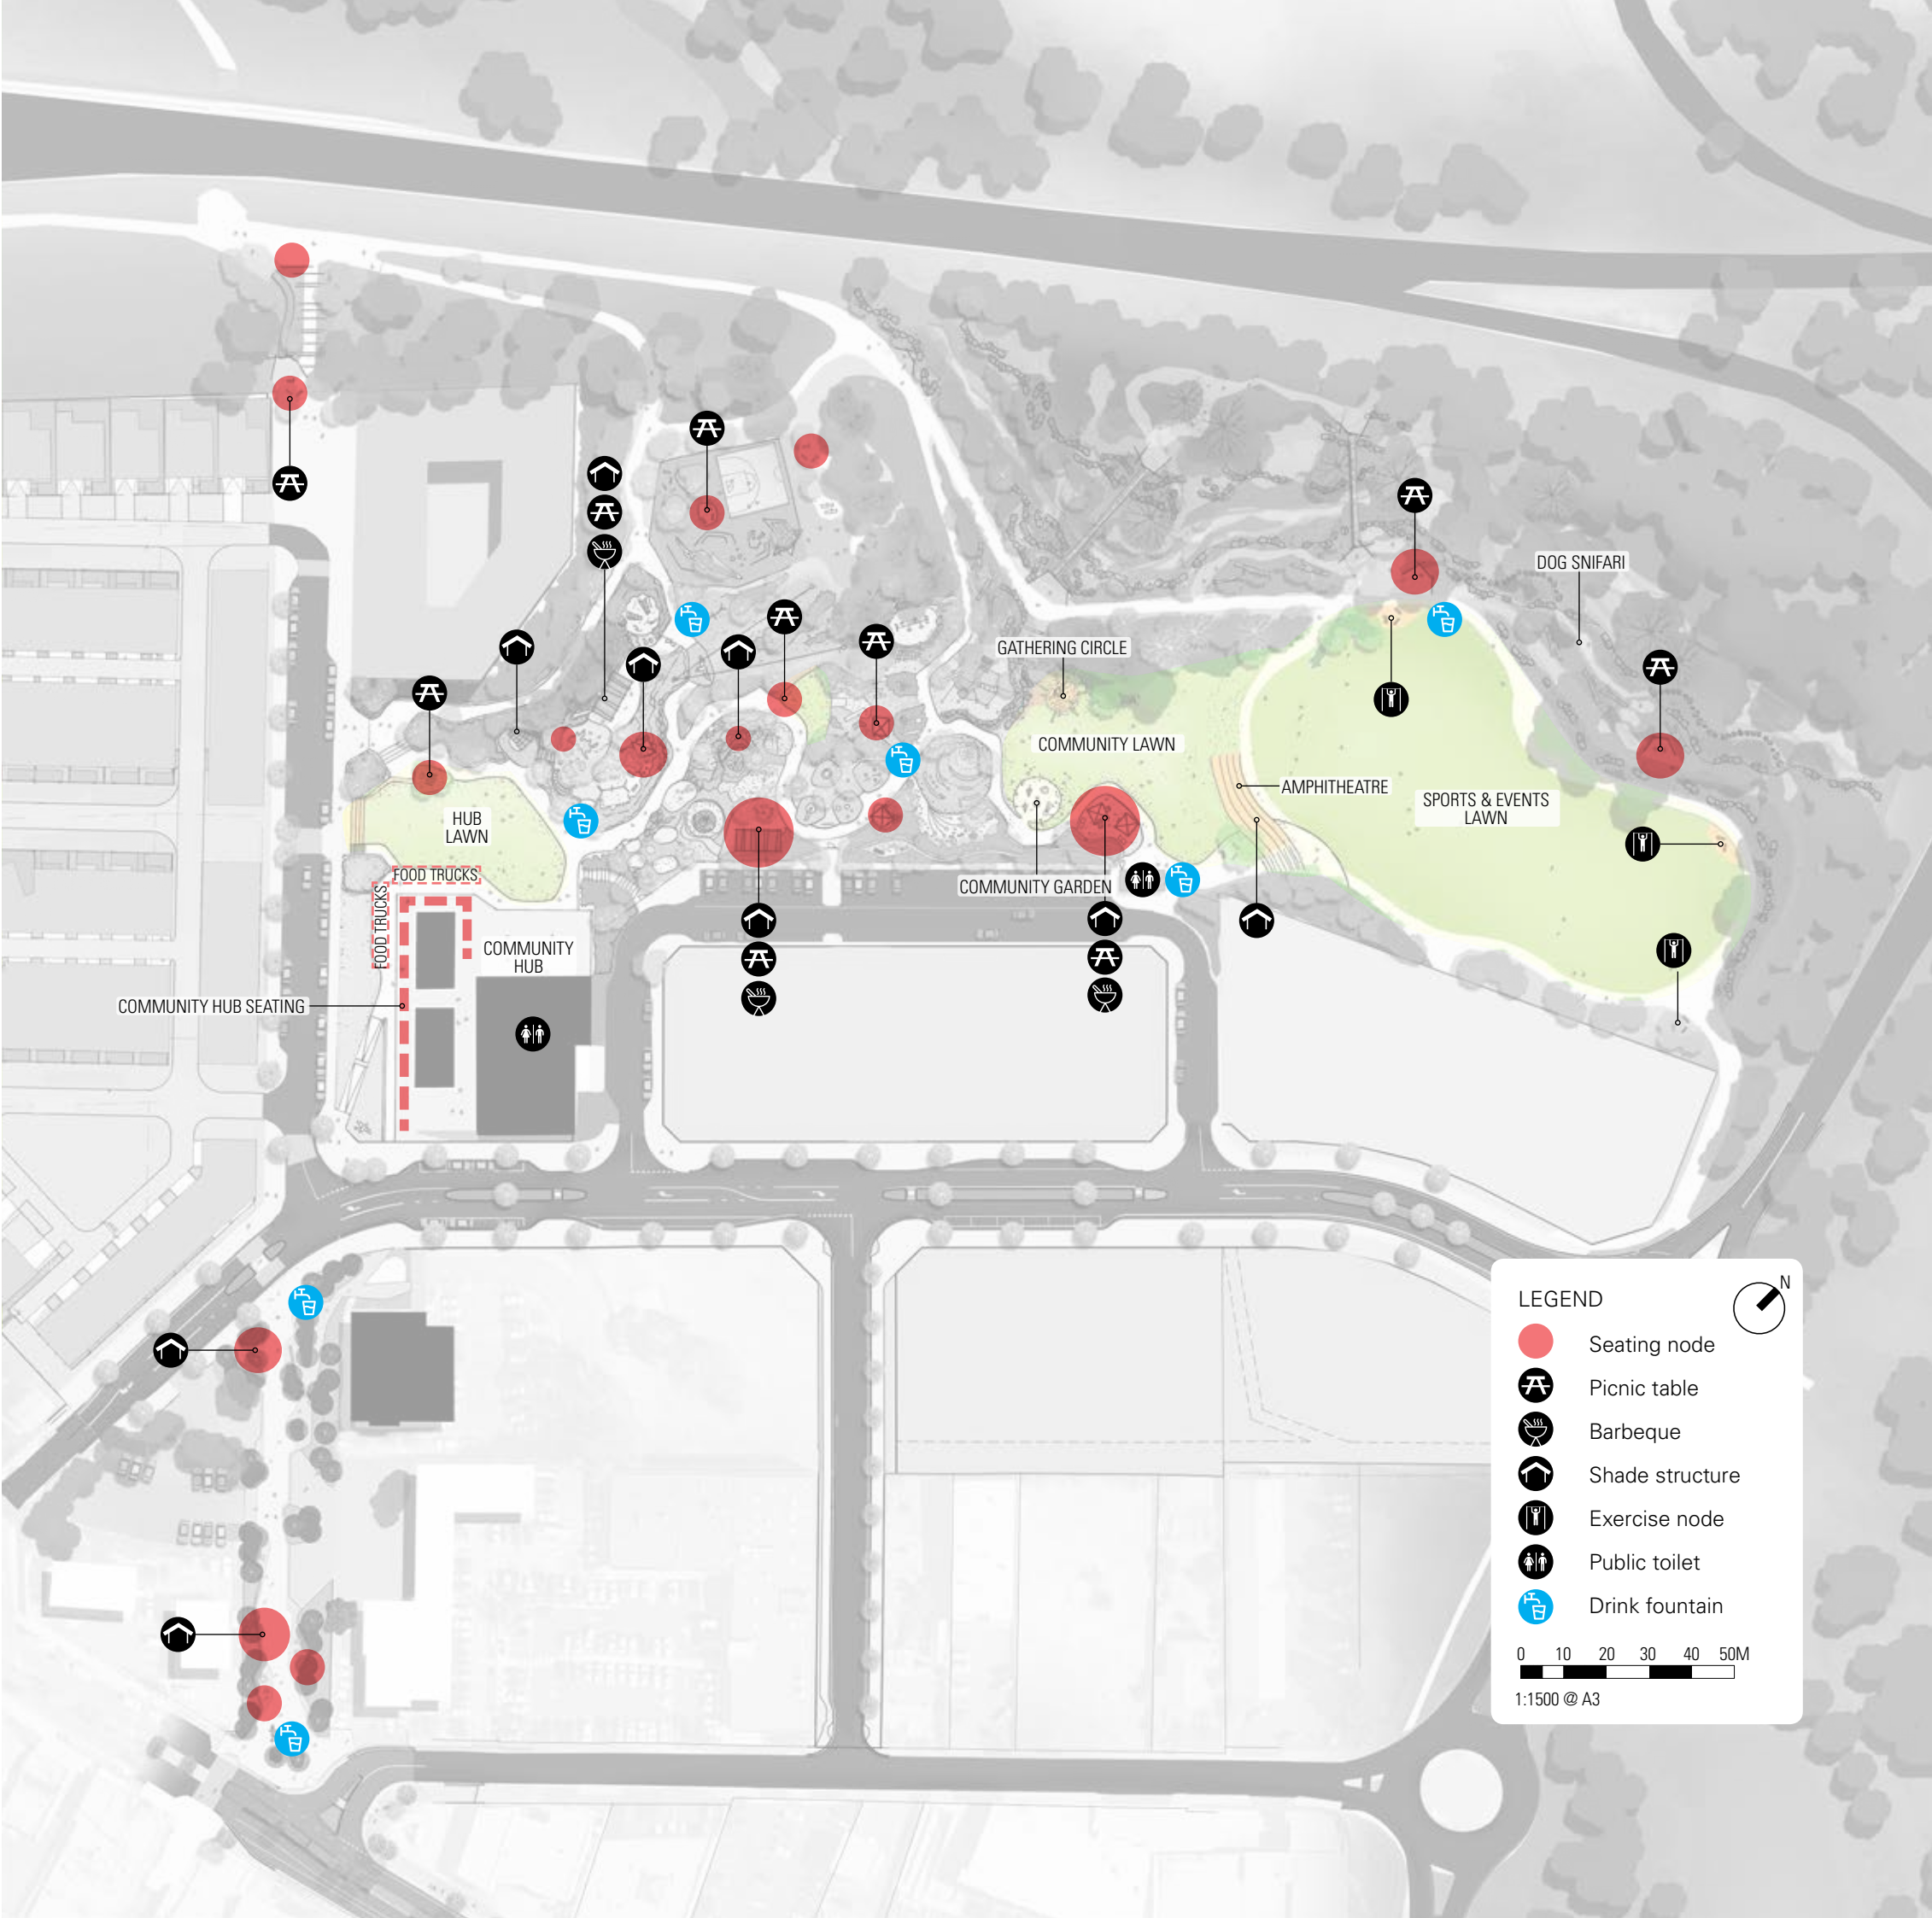 DOG SNIFARI
GATHERING CIRCLE
COMMUNITY LAWN
AMPHITHEATRE
SPORTS & EVENTS
LAWN
HUB
LAWN
FOOD TRUCKS
FOOD TRUCKS
COMMUNITY GARDEN
COMMUNITY
HUB
COMMUNITY HUB SEATING
LEGEND
N
Seating node
Picnic table
Barbeque
Shade structure
Exercise node
Public toilet
Drink fountain
0 10 20 30 40 50M
1:1500 @ A3